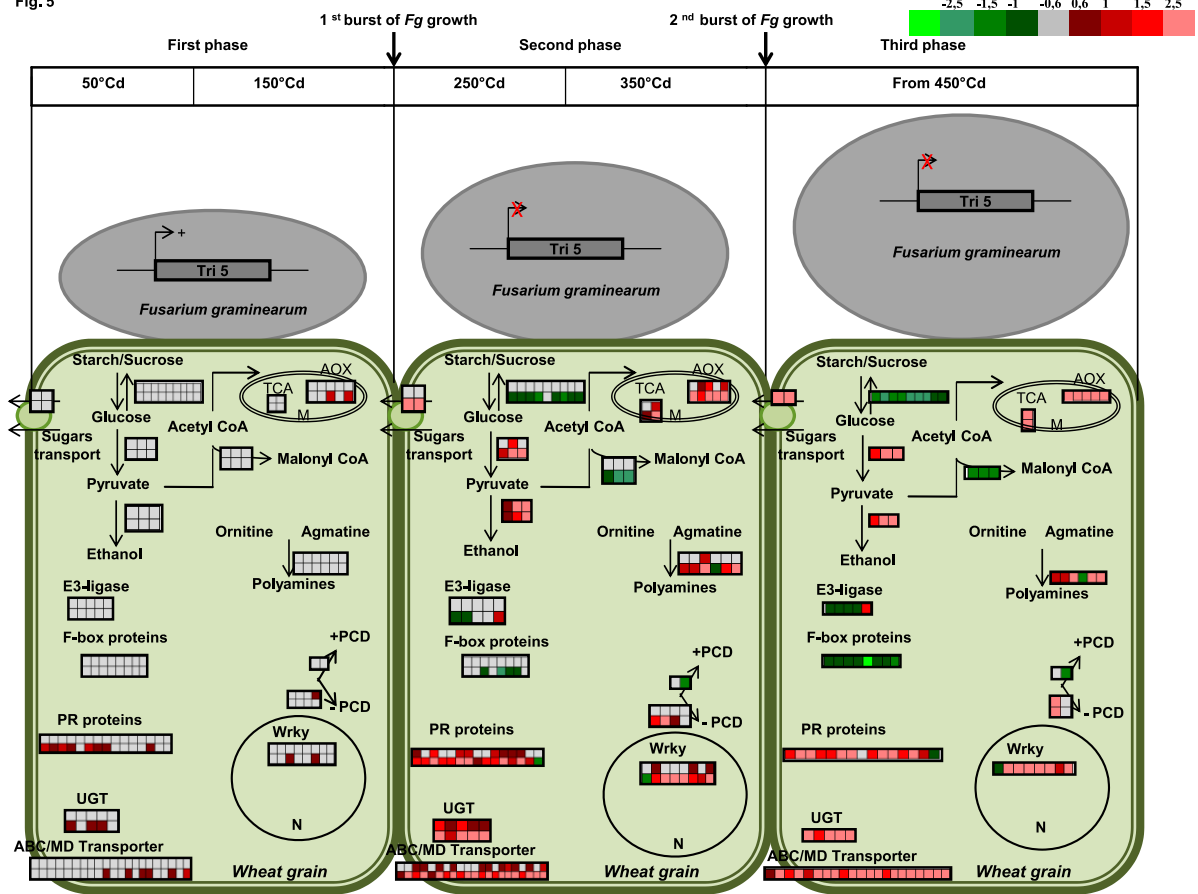 Fig. 5
1 st burst of Fg growth
2 nd burst of Fg growth
-2,5 -1,5 -1 -0,6 0,6 1 1,5 2,5
First phase
Second phase
Third phase
50°Cd
150°Cd
250°Cd
350°Cd
From 450°Cd
+
Tri 5
Fusarium graminearum
X
Tri 5
Fusarium graminearum
X
Tri 5
Fusarium graminearum
Starch/Sucrose
AOX
TCA
M
Glucose
Acetyl CoA
Sugars
transport
Malonyl CoA
Pyruvate
Ornitine
Agmatine
Ethanol
Polyamines
E3-ligase
F-box proteins
+PCD
- PCD
PR proteins
Wrky
UGT
N
ABC/MD Transporter
Wheat grain
Starch/Sucrose
AOX
TCA
M
Glucose
Acetyl CoA
Sugars
transport
Malonyl CoA
Pyruvate
Ornitine
Agmatine
Ethanol
Polyamines
E3-ligase
F-box proteins
+PCD
- PCD
PR proteins
Wrky
UGT
N
ABC/MD Transporter
Wheat grain
Starch/Sucrose
AOX
TCA
M
Glucose
Acetyl CoA
Sugars
transport
Malonyl CoA
Pyruvate
Ornitine
Agmatine
Ethanol
Polyamines
E3-ligase
F-box proteins
+PCD
- PCD
PR proteins
Wrky
UGT
N
ABC/MD Transporter
Wheat grain